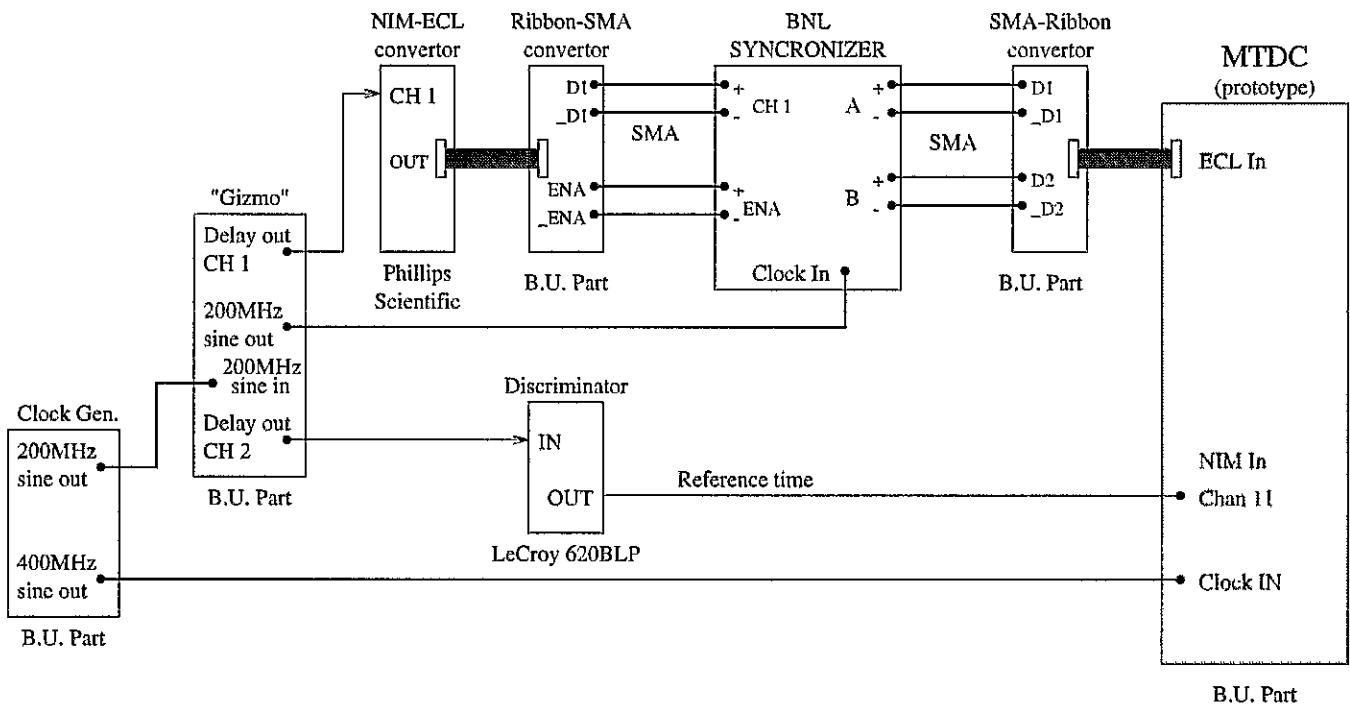 NIM-ECL
convertor
CH 1
OUT
Phillips
Scientific
Ribbon-SMA
convertor
D1
_D1
ENA
_ENA
B.U. Part
SMA
BNL
SYNCRONIZER
+
CH 1
-
+
ENA
-
A
+
-
B
+
-
Clock In
SMA
SMA-Ribbon
convertor
D1
_D1
D2
_D2
B.U. Part
MTDC
(prototype)
ECL In
NIM In
Chan 11
Clock IN
B.U. Part
"Gizmo"
Delay out
CH 1
200MHz
sine out
200MHz
sine in
Delay out
CH 2
B.U. Part
Discriminator
IN
OUT
LeCroy 620BLP
Reference time
Clock Gen.
200MHz
sine out
400MHz
sine out
B.U. Part